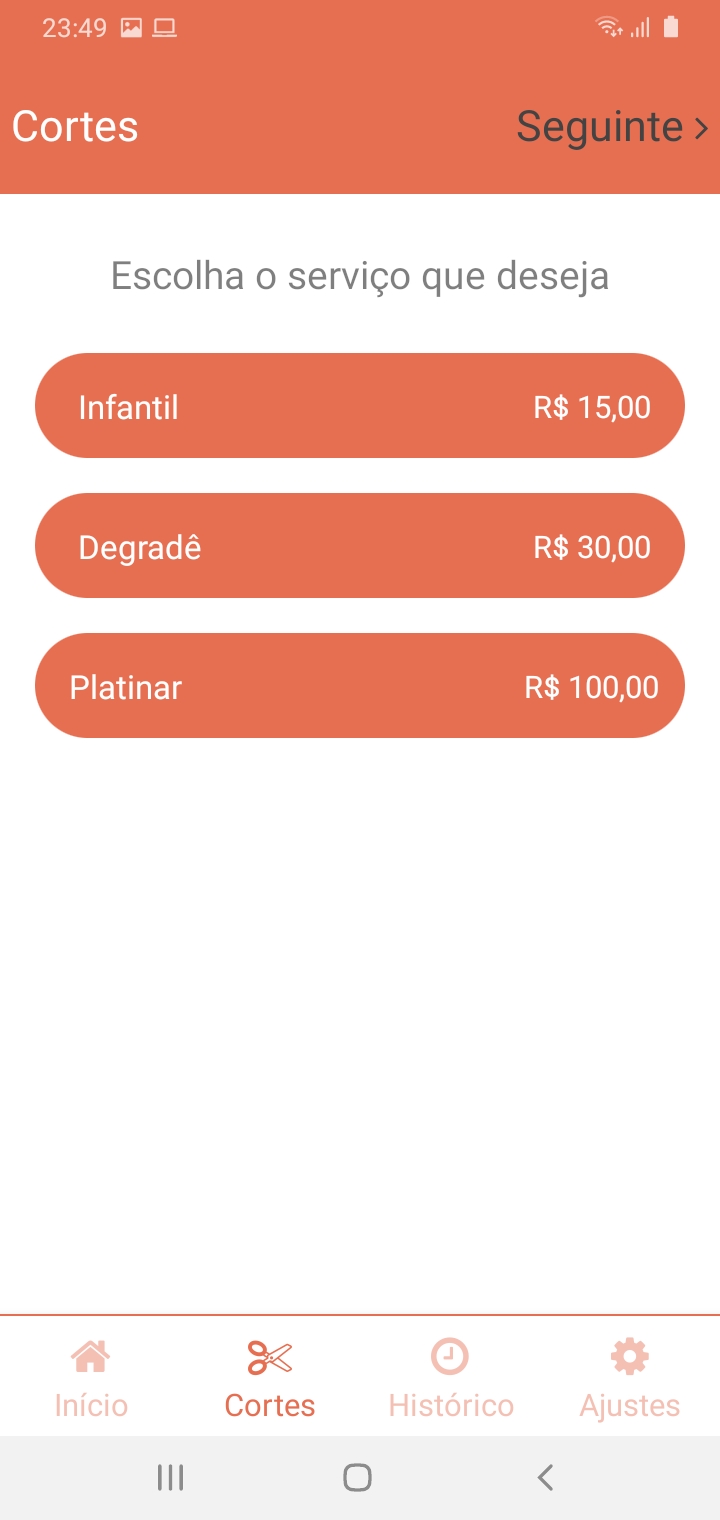 23:49
Cortes Seguinte
Escolha o serviço que deseja
Infantil R$ 15,00
Degradê R$ 30,00
Platinar R$ 100,00
Início Cortes Histórico Ajustes